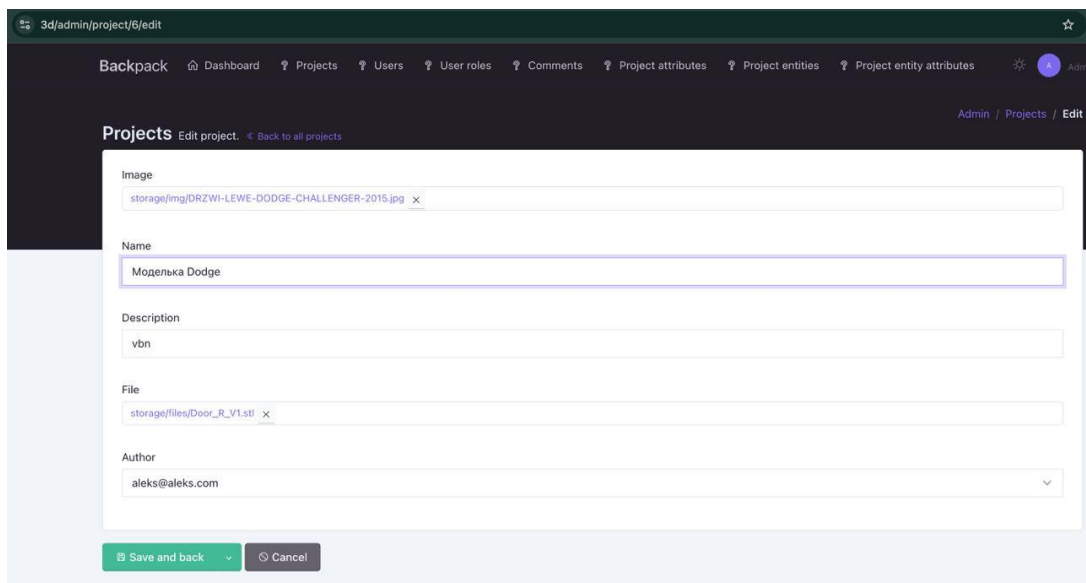 3d/admin/project/6/edit
Backpack Dashboard Projects Users User roles Comments Project attributes Project entities Project entity attributes A Adm
Admin / Projects / Edit
Projects Edit project. « Back to all projects
Image
storage/img/DRZWI-LEWE-DODGE-CHALLENGER-2015.jpg ×
Name
Моделька Dodge
Description
vbn
File
storage/files/Door_R_V1.stl ×
Author
aleks@aleks.com
Save and back Cancel